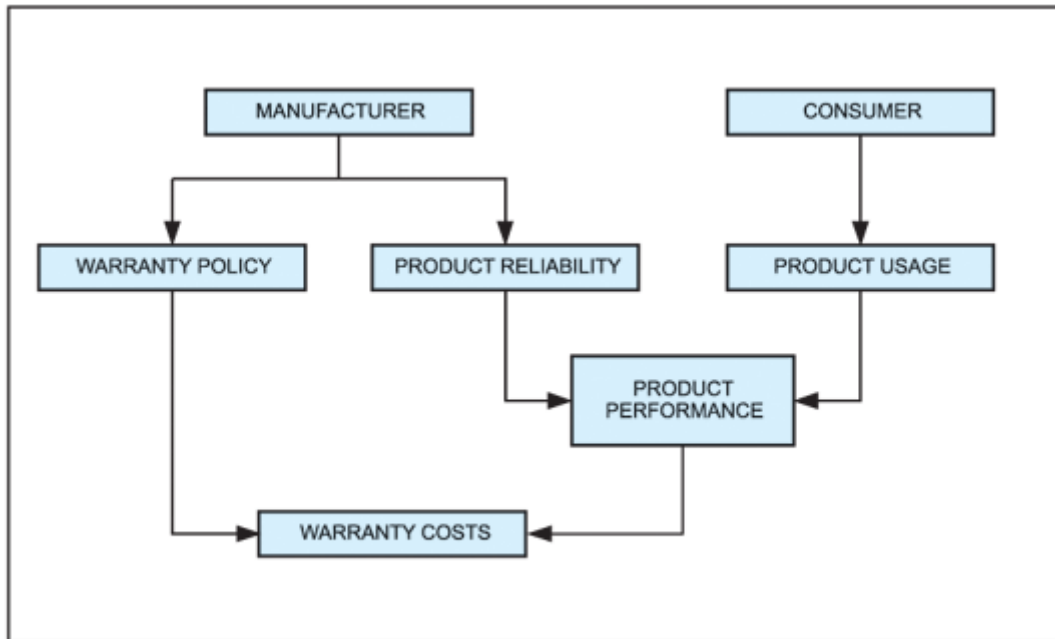 MANUFACTURER
CONSUMER
WARRANTY POLICY
PRODUCT RELIABILITY
PRODUCT USAGE
PRODUCT
PERFORMANCE
WARRANTY COSTS